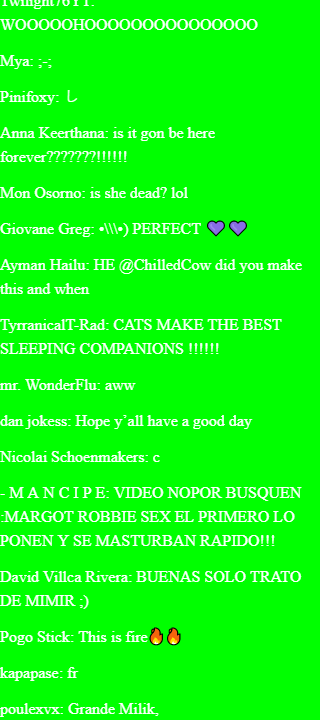 Twilight76YT:
WOOOOOHOOOOOOOOOOOOOOO
Mya: ;-;
Pinifoxy: し
Anna Keerthana: is it gon be here
forever???????!!!!!!
Mon Osorno: is she dead? lol
Giovane Greg: •\\\•) PERFECT 💜 💜
Ayman Hailu: HE @ChilledCow did you make
this and when
TyrranicalT-Rad: CATS MAKE THE BEST
SLEEPING COMPANIONS !!!!!!
mr. WonderFlu: aww
dan jokess: Hope y'all have a good day
Nicolai Schoenmakers: c
- M A N C I P E: VIDEO NOPOR BUSQUEN
:MARGOT ROBBIE SEX EL PRIMERO LO
PONEN Y SE MASTURBAN RAPIDO!!!
David Villca Rivera: BUENAS SOLO TRATO
DE MIMIR ;)
Pogo Stick: This is fire🔥 🔥
kapapase: fr
poulexvx: Grande Milik,